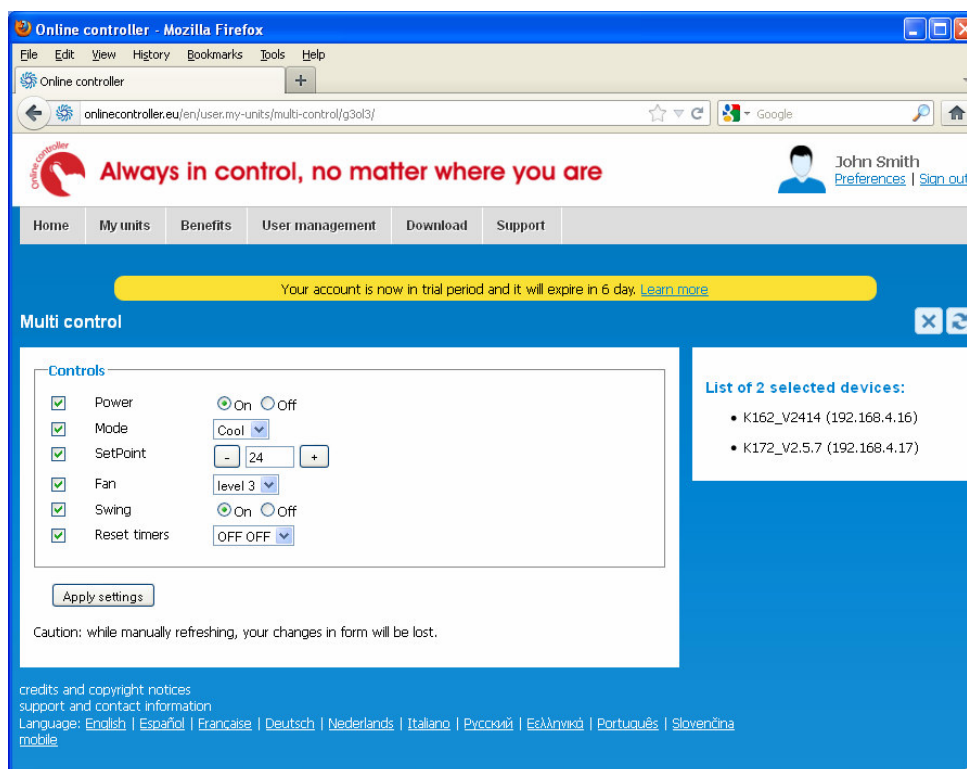 Online controller - Mozilla Firefox
File Edit View History Bookmarks Tools Help
Online controller
onlinecontroller.eu/en/user.my-units/multi-control/g3ol3/
Google
online controller
Always in control, no matter where you are
John Smith
Preferences | Sign out
Home My units Benefits User management Download Support
Your account is now in trial period and it will expire in 6 day. Learn more
Multi control
Controls
Power On Off
Mode Cool
SetPoint - 24 +
Fan level 3
Swing On Off
Reset timers OFF OFF
Apply settings
Caution: while manually refreshing, your changes in form will be lost.
List of 2 selected devices:
• K162_V2414 (192.168.4.16)
• K172_V2.5.7 (192.168.4.17)
credits and copyright notices
support and contact information
Language: English | Español | Française | Deutsch | Nederlands | Italiano | Русский | Εελληνικά | Português | Slovenčina
mobile